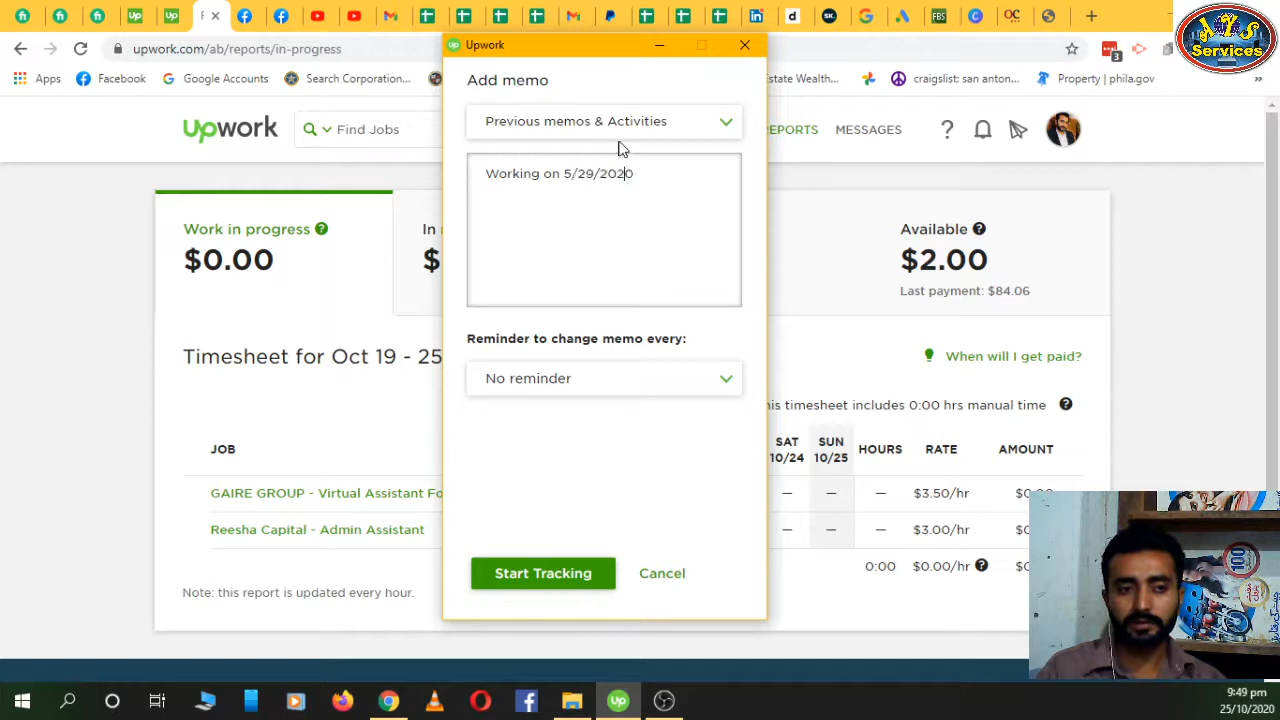 upwork.com/ab/reports/in-progress
Up Upwork
3
AYS
Services
Apps Facebook Google Accounts Search Corporation... Estate Wealth... craigslist: san anton... Property | phila.gov
Add memo
Previous memos & Activities
Working on 5/29/2020
Reminder to change memo every:
No reminder
Start Tracking Cancel
Upwork Find Jobs REPORTS MESSAGES ?
Work in progress ?
$0.00
In
$
Available ?
$2.00
Last payment: $84.06
Timesheet for Oct 19 - 25 When will I get paid?
his timesheet includes 0:00 hrs manual time ?
JOB SAT 10/24 SUN 10/25 HOURS RATE AMOUNT
GAIRE GROUP - Virtual Assistant Fo — — — $3.50/hr
Reesha Capital - Admin Assistant — — — $3.00/hr
0:00 $0.00/hr ?
Note: this report is updated every hour.
9:49 pm
25/10/2020